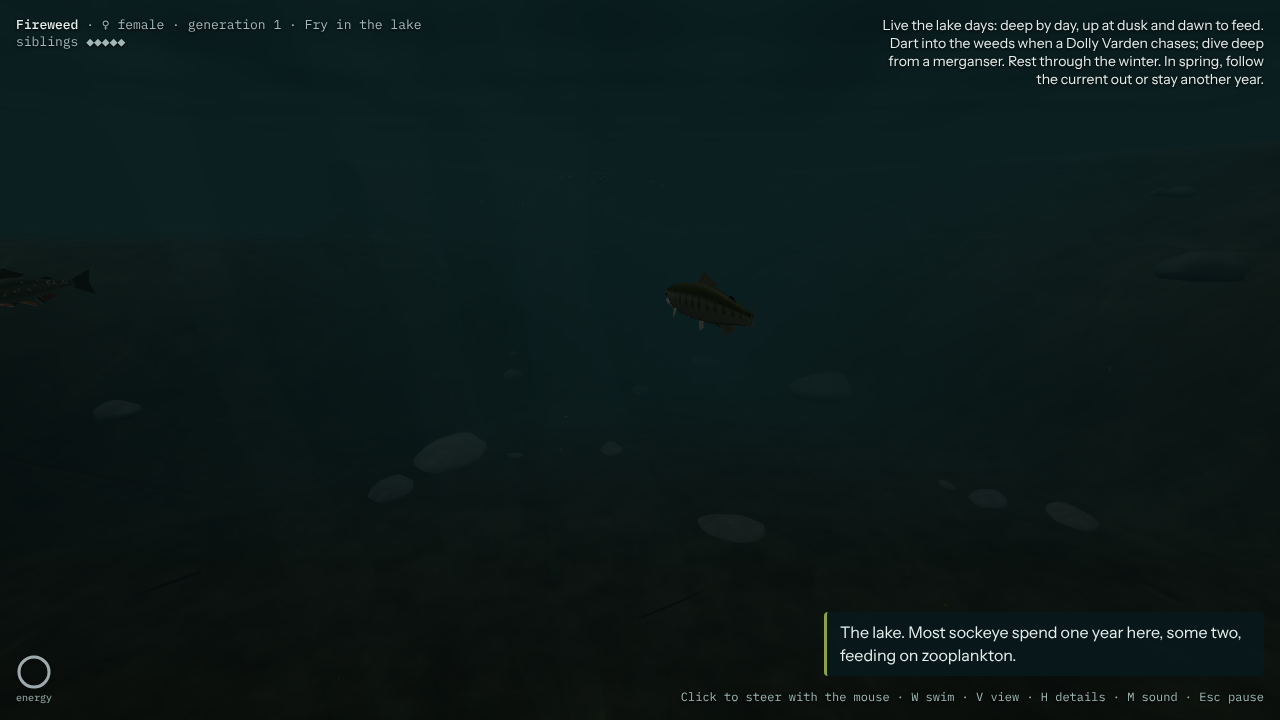 Fireweed · ♀ female · generation 1 · Fry in the lake
siblings ◆◆◆◆◆
Live the lake days: deep by day, up at dusk and dawn to feed.
Dart into the weeds when a Dolly Varden chases; dive deep
from a merganser. Rest through the winter. In spring, follow
the current out or stay another year.
The lake. Most sockeye spend one year here, some two,
feeding on zooplankton.
energy
Click to steer with the mouse · W swim · V view · H details · M sound · Esc pause